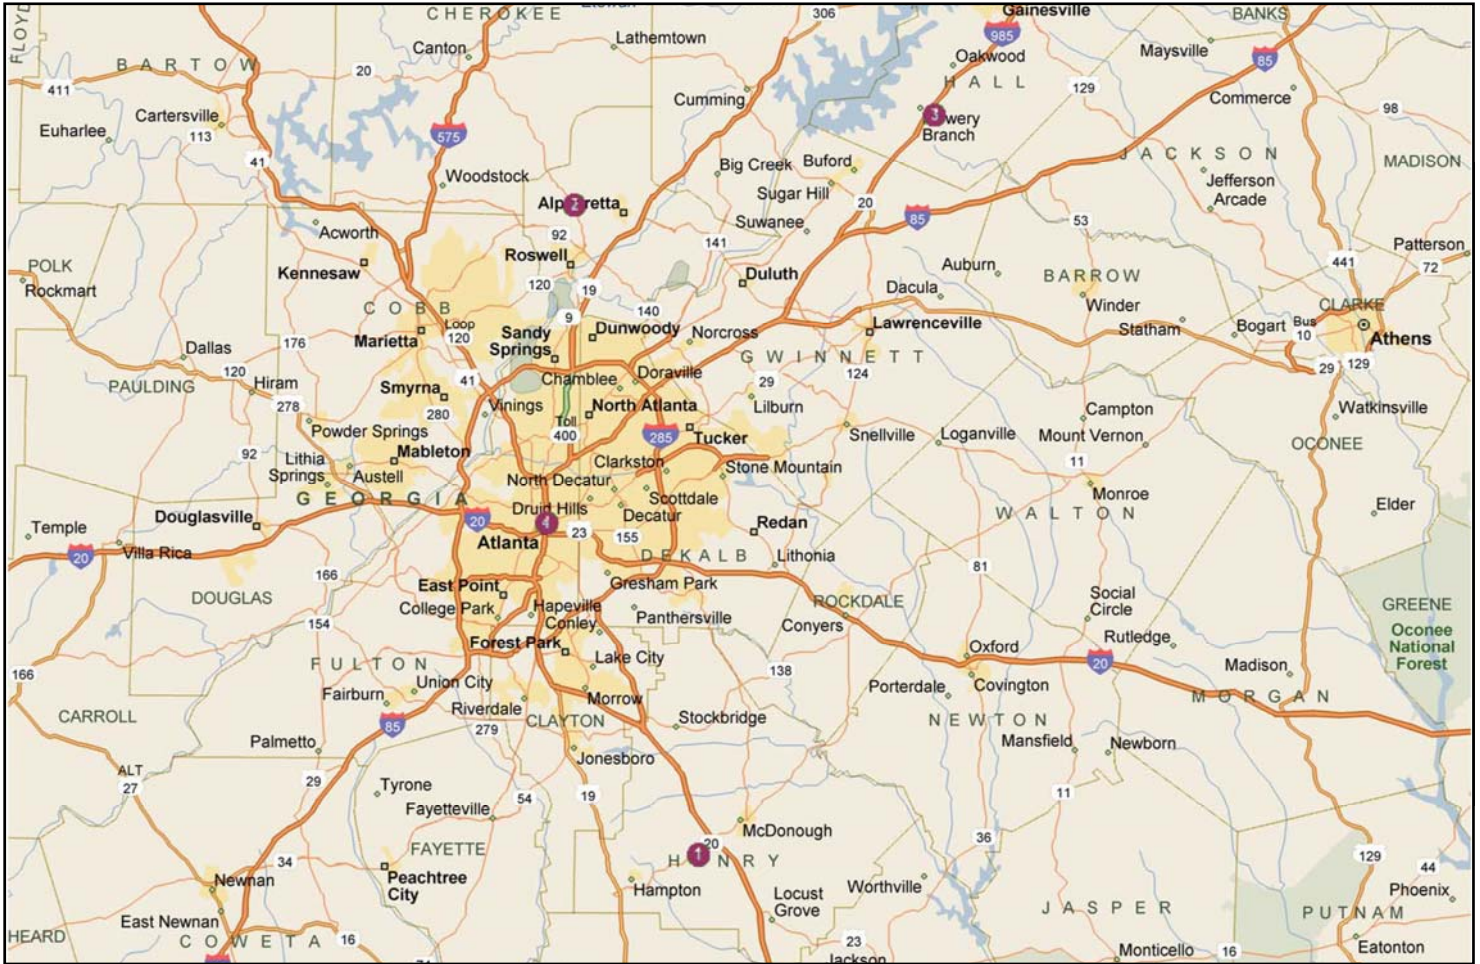 FLOYD
CHEROKEE
306
Gainesville
BANKS
985
Lathemtown
Canton
Oakwood
Maysville
85
BARTOW
20
HALL
411
129
Cumming
Commerce
98
Cartersville
3
Branch
Euharlee
113
575
41
JACKSON
MADISON
Big Creek
Buford
Woodstock
Jefferson
Arcade
Sugar Hill
2
20
85
Suwanee
53
Acworth
92
141
Patterson
Roswell
441
72
POLK
Kennesaw
Auburn
BARROW
Duluth
Rockmart
120
19
Dacula
Winder
CLARKE
COBB
140
9
Loop
120
Sandy
Springs
Dunwoody
Norcross
Lawrenceville
Statham
Bogart
Bus
10
Athens
Marietta
176
Dallas
GWINNETT
29
129
120
41
Chamblee
Doraville
29
124
PAULDING
Hiram
Smyrna
278
280
Vinings
North Atlanta
Lilburn
Campton
Watkinsville
Toll
400
Powder Springs
285
Tucker
Snellville
Loganville
Mount Vernon
OCONEE
92
Mableton
Lithia
Springs
Austell
Clarkston
Stone Mountain
11
North Decatur
Monroe
GEORGIA
Scottdale
Elder
Druid Hills
Decatur
WALTON
Temple
Douglasville
20
4
23
155
Redan
Atlanta
20
Villa Rica
DEKALB
Lithonia
166
81
East Point
Gresham Park
DOUGLAS
College Park
Hapeville
Panthersville
ROCKDALE
Social
Circle
GREENE
154
Conley
Conyers
Oconee
National
Forest
Forest Park
Rutledge
FULTON
Lake City
Oxford
20
Madison
166
138
Union City
Covington
Fairburn
Porterdale
MORGAN
Riverdale
Morrow
CARROLL
85
Stockbridge
CLAYTON
NEWTON
279
Palmetto
Mansfield
Newborn
Jonesboro
ALT
27
29
Tyrone
54
19
11
Fayetteville
McDonough
36
20
FAYETTE
1
129
34
44
Peachtree
City
Newnan
Hampton
Worthville
Phoenix
Locust
Grove
JASPER
PUTNAM
East Newnan
HEARD
COWETA
16
23
Monticello
16
Eatonton